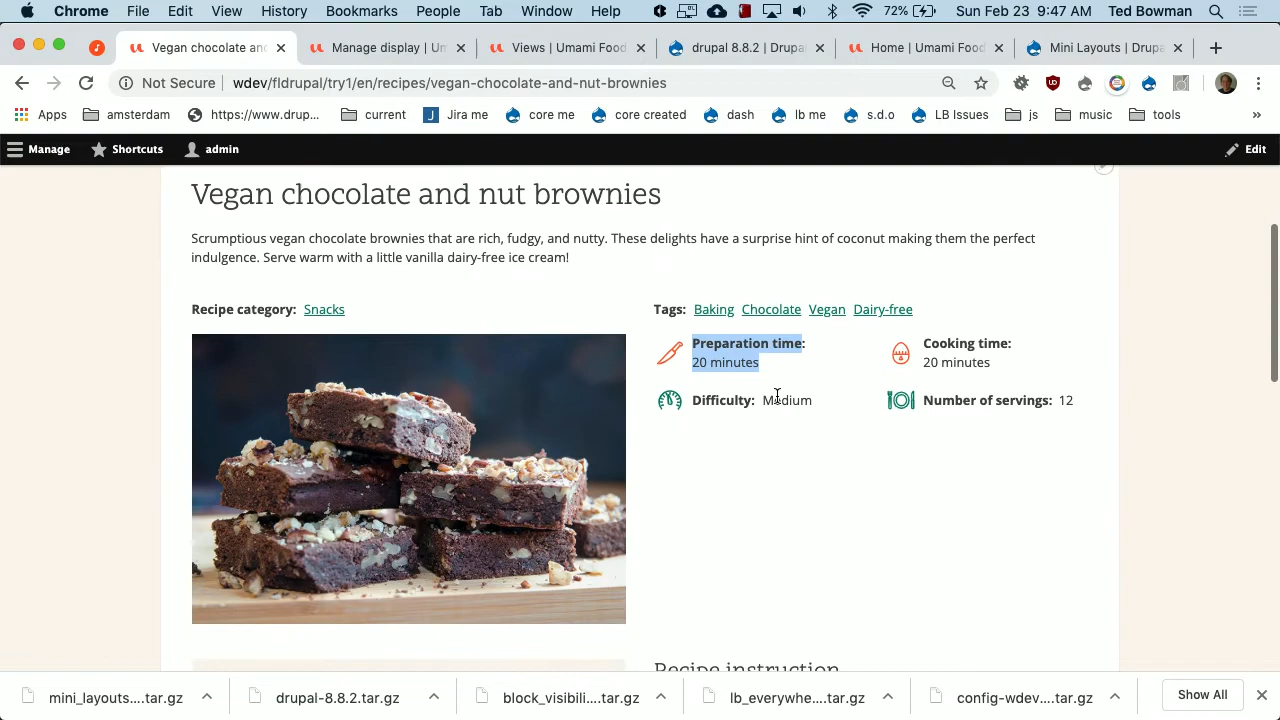 Chrome File Edit View History Bookmarks People Tab Window Help 72% Sun Feb 23 9:47 AM Ted Bowman
Vegan chocolate and Manage display | Um Views | Umami Food drupal 8.8.2 | Drupa Home | Umami Food Mini Layouts | Drupa
Not Secure wdev/fldrupal/try1/en/recipes/vegan-chocolate-and-nut-brownies
Apps amsterdam https://www.drup... current Jira me core me core created dash lb me s.d.o LB Issues js music tools »
Manage Shortcuts admin Edit
Vegan chocolate and nut brownies
Scrumptious vegan chocolate brownies that are rich, fudgy, and nutty. These delights have a surprise hint of coconut making them the perfect
indulgence. Serve warm with a little vanilla dairy-free ice cream!
Recipe category: Snacks
Tags: Baking Chocolate Vegan Dairy-free
Preparation time:
20 minutes
Cooking time:
20 minutes
Difficulty: Medium
Number of servings: 12
Recipe instruction
mini_layouts....tar.gz drupal-8.8.2.tar.gz block_visibili....tar.gz lb_everywhe....tar.gz config-wdev....tar.gz Show All